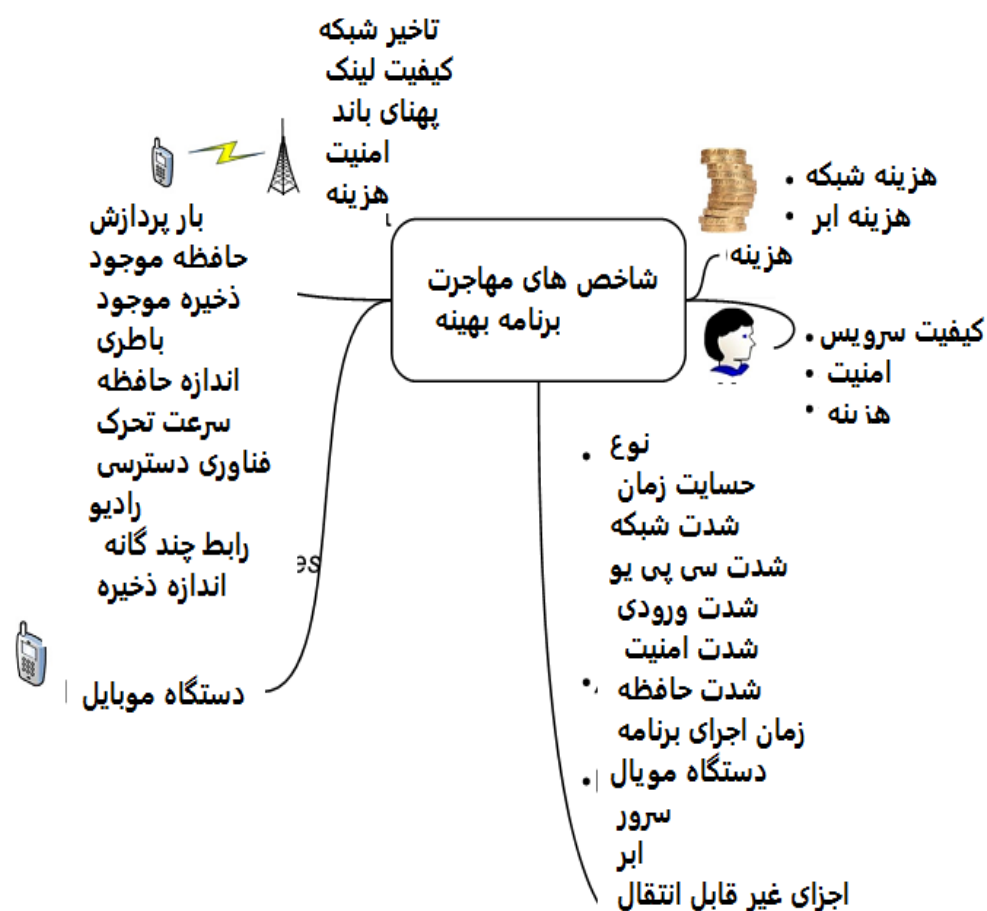 تاخیر شبکه
کیفیت لینک
پهنای باند
امنیت
هزینه
هزینه شبکه
هزینه ابر
هزینه
شاخص های مهاجرت
برنامه بهینه
کیفیت سرویس
امنیت
هزینه
بار پردازش
حافظه موجود
ذخیره موجود
باطری
اندازه حافظه
سرعت تحرک
فناوری دسترسی
رادیو
رابط چند گانه
اندازه ذخیره
es
دستگاه موبایل
نوع
حسایت زمان
شدت شبکه
شدت سی پی یو
شدت ورودی
شدت امنیت
شدت حافظه
زمان اجرای برنامه
دستگاه مویال
سرور
ابر
اجزای غیر قابل انتقال